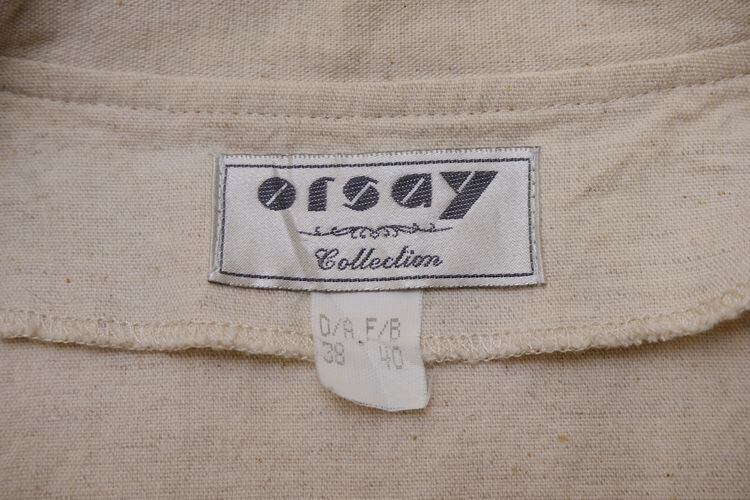 orsay
Collection
D/A F/B
38 40